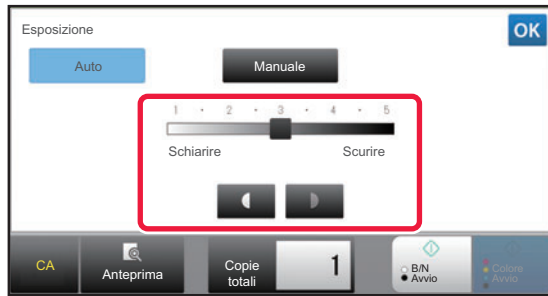 Esposizione
OK
Auto
Manuale
1 · 2 · 3 · 4 · 5
Schiarire
Scurire
CA
Anteprima
Copie
totali
1
B/N
Avvio
Colore
Avvio